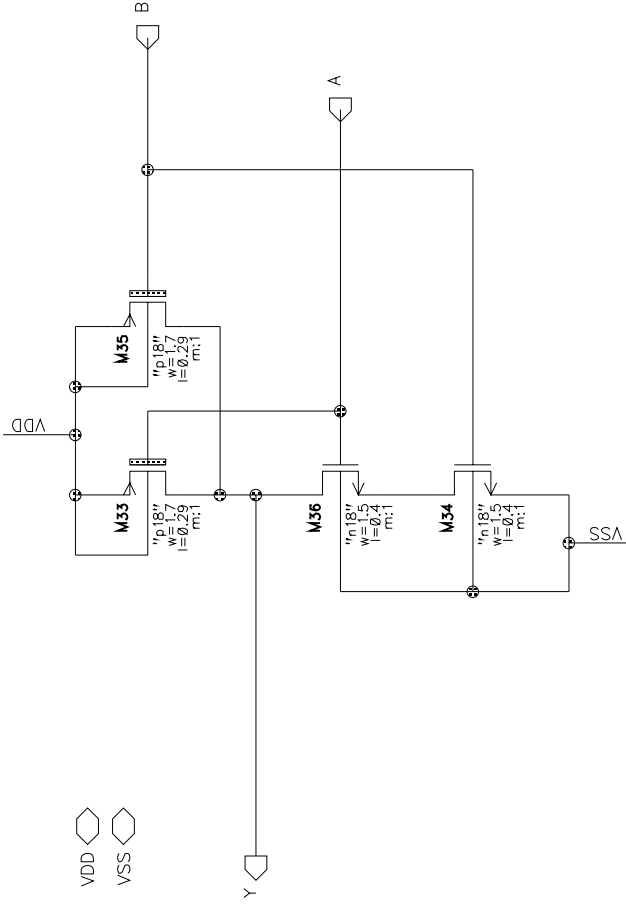 B
A
VDD
M35
"p18"
w=1.7
l=0.29
m:1
M33
"p18"
w=1.7
l=0.29
m:1
M36
"n18"
w=1.5
l=0.4
m:1
M34
"n18"
w=1.5
l=0.4
m:1
VSS
VDD
VSS
Y